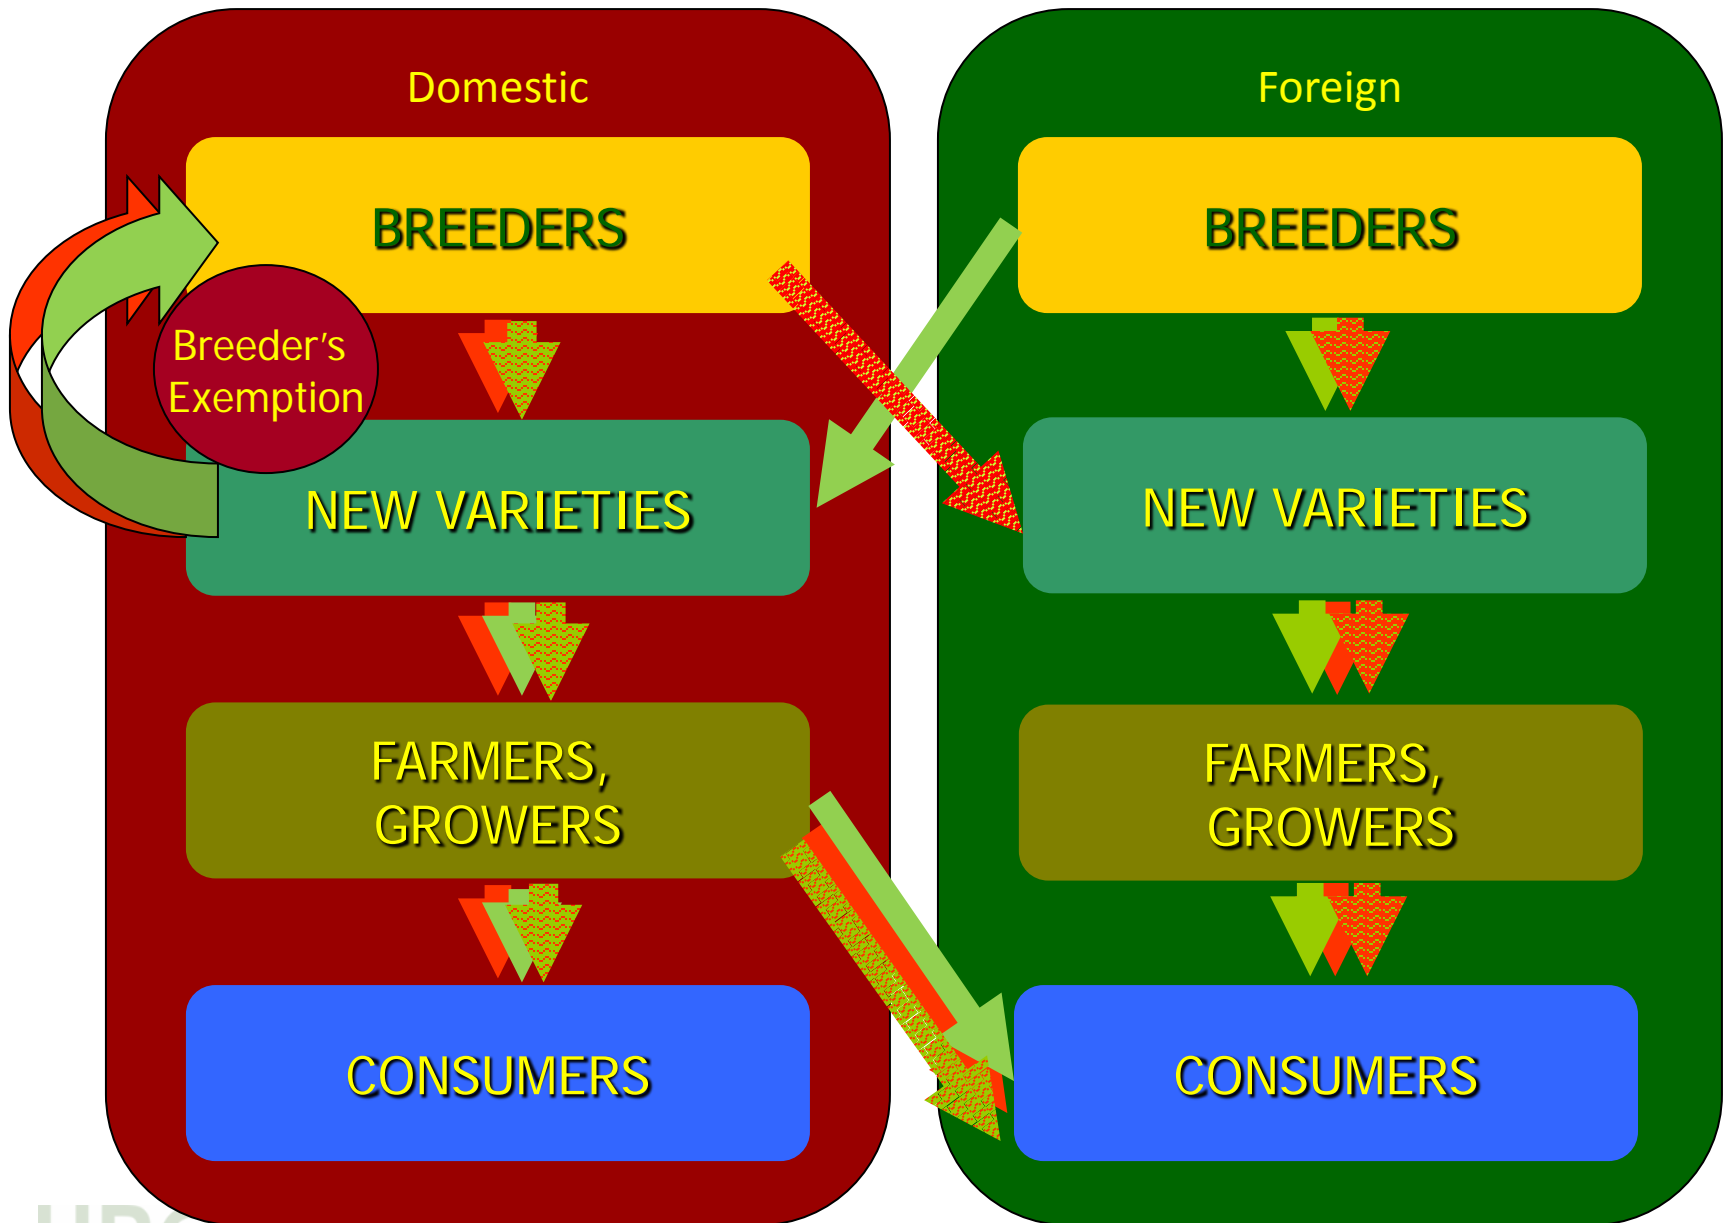 Domestic
BREEDERS
Breeder's
Exemption
NEW VARIETIES
FARMERS,
GROWERS
CONSUMERS
Foreign
BREEDERS
NEW VARIETIES
FARMERS,
GROWERS
CONSUMERS